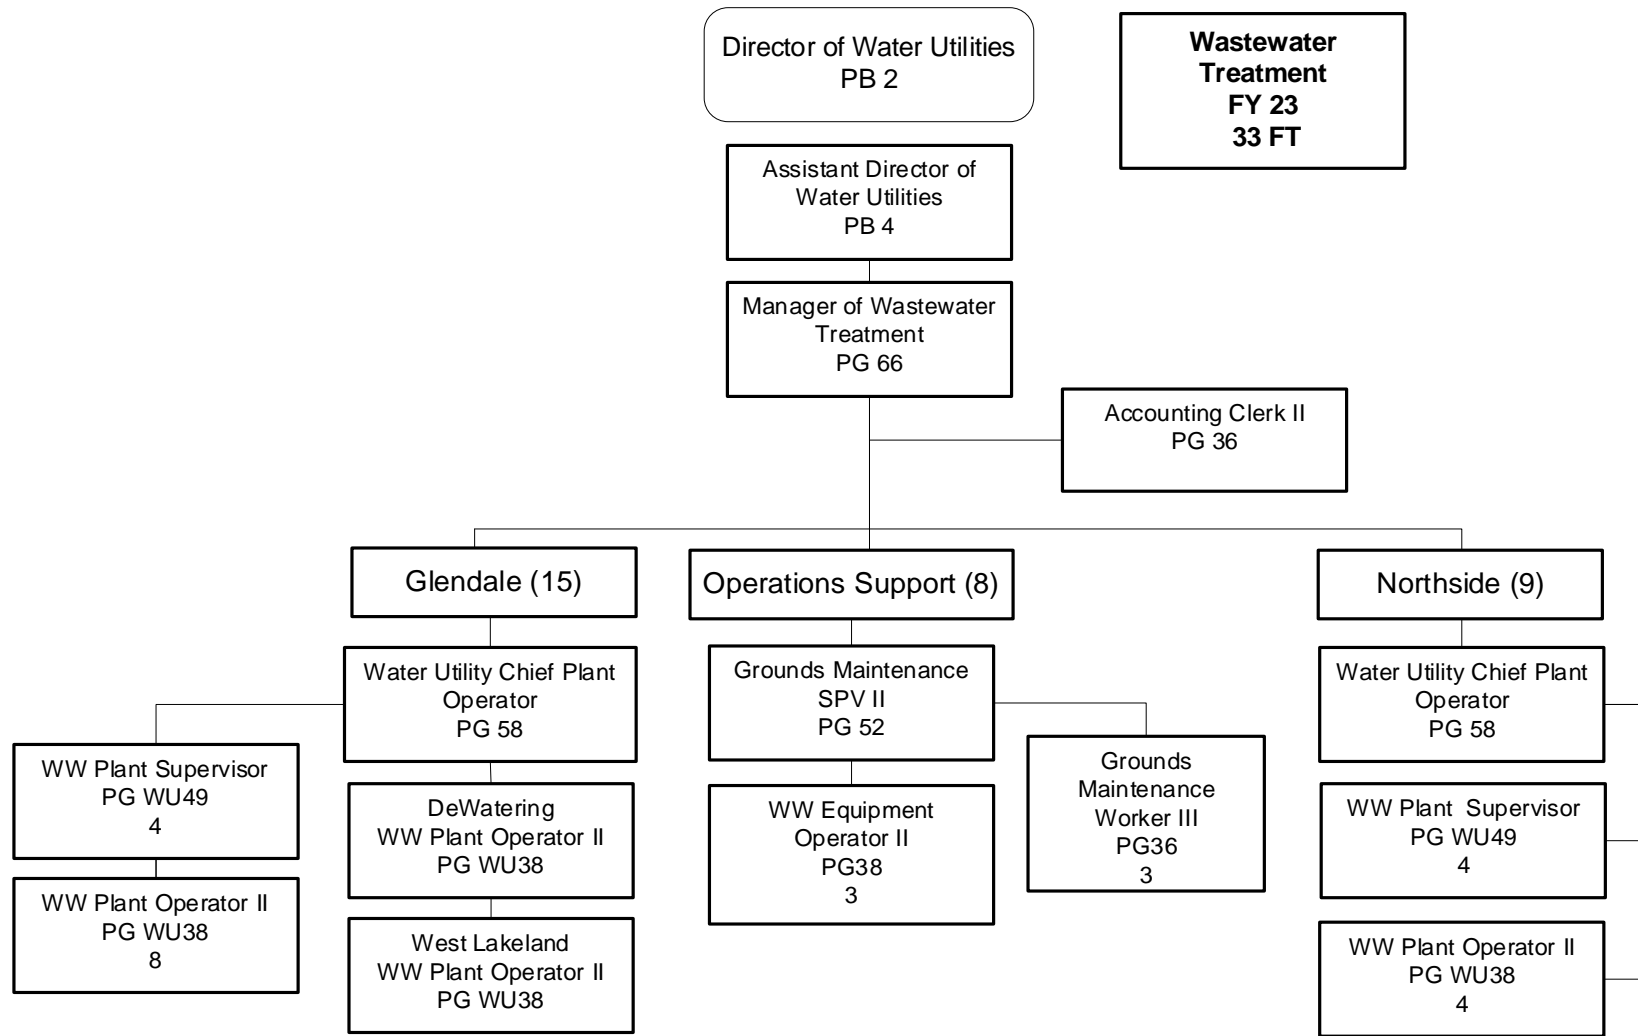 Director of Water Utilities
PB 2
Wastewater
Treatment
FY 23
33 FT
Assistant Director of
Water Utilities
PB 4
Manager of Wastewater
Treatment
PG 66
Accounting Clerk II
PG 36
Glendale (15)
Operations Support (8)
Northside (9)
Water Utility Chief Plant
Operator
PG 58
WW Plant Supervisor
PG WU49
4
WW Plant Operator II
PG WU38
8
DeWatering
WW Plant Operator II
PG WU38
West Lakeland
WW Plant Operator II
PG WU38
Grounds Maintenance
SPV II
PG 52
WW Equipment
Operator II
PG38
3
Grounds
Maintenance
Worker III
PG36
3
Water Utility Chief Plant
Operator
PG 58
WW Plant  Supervisor
PG WU49
4
WW Plant Operator II
PG WU38
4